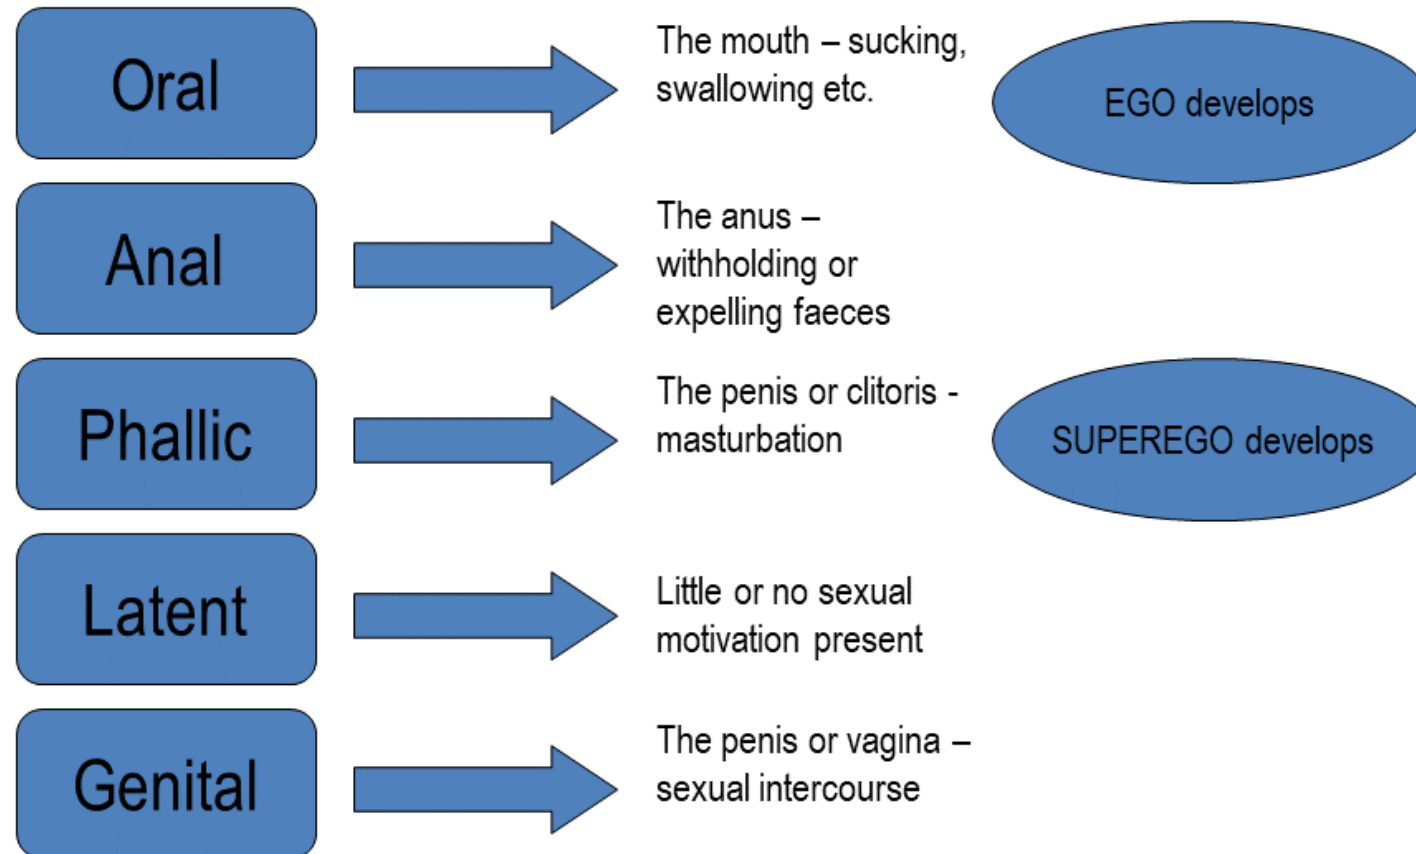 Oral
The mouth – sucking,
swallowing etc.
EGO develops
Anal
The anus –
withholding or
expelling faeces
Phallic
The penis or clitoris -
masturbation
SUPEREGO develops
Latent
Little or no sexual
motivation present
Genital
The penis or vagina –
sexual intercourse